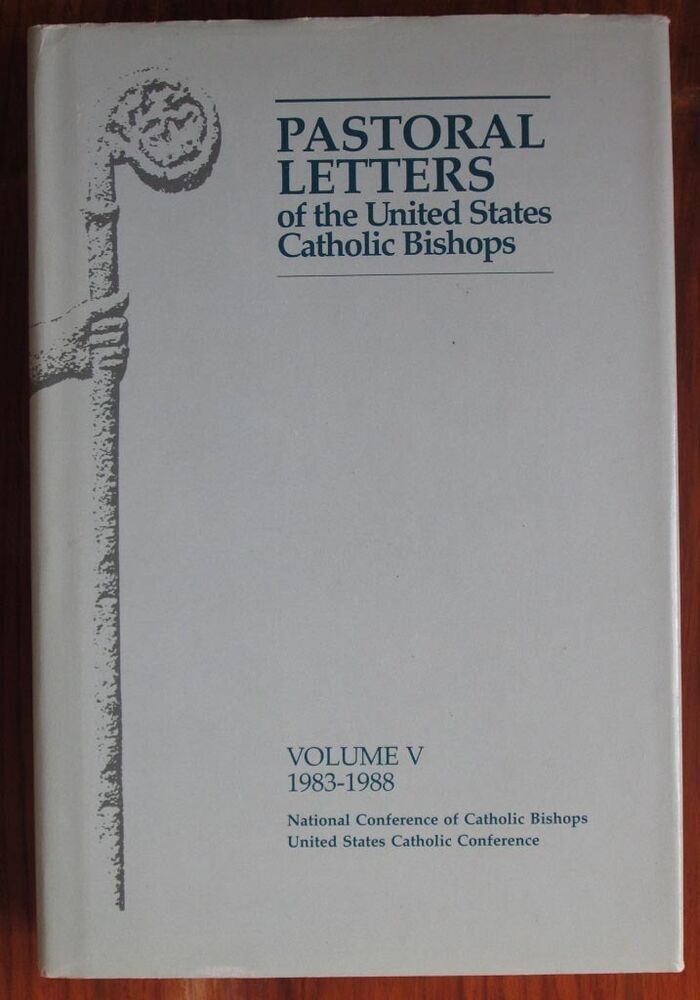 PASTORAL
LETTERS
of the United States
Catholic Bishops
VOLUME V
1983-1988
National Conference of Catholic Bishops
United States Catholic Conference